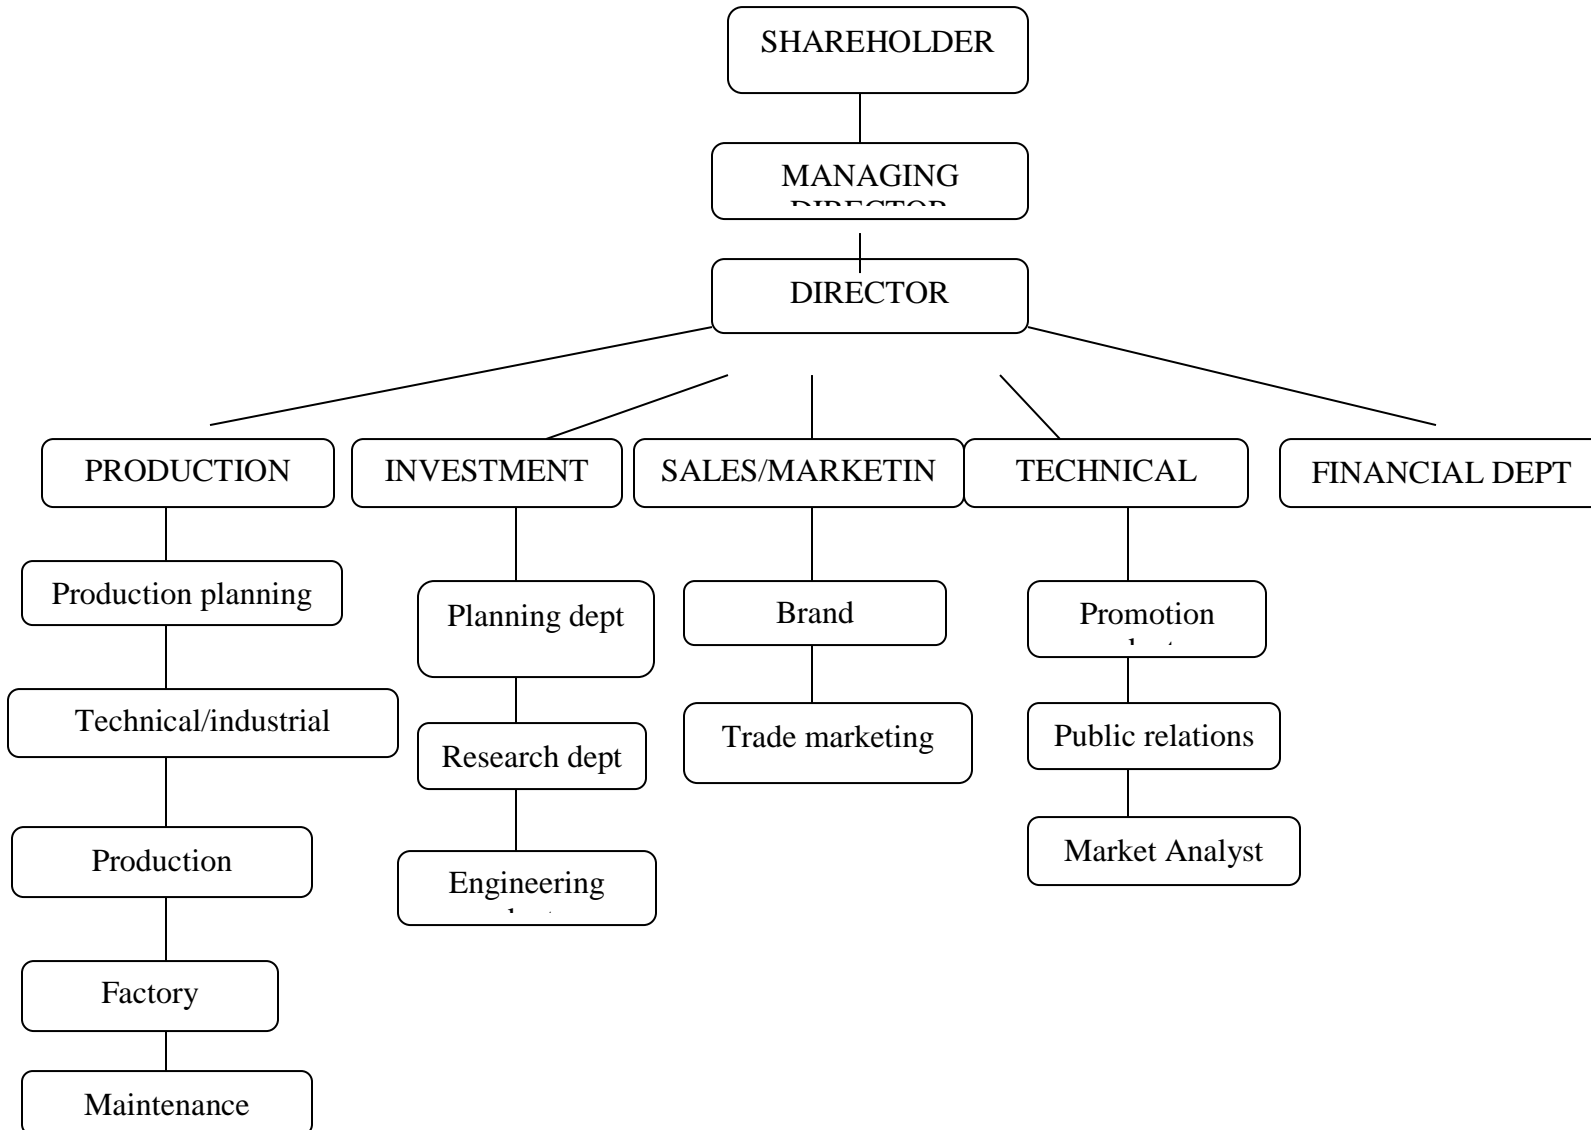 SHAREHOLDER
MANAGING
DIRECTOR
DIRECTOR
PRODUCTION
INVESTMENT
SALES/MARKETIN
TECHNICAL
FINANCIAL DEPT
Production planning
Technical/industrial
Production
Factory
Maintenance
Planning dept
Research dept
Engineering
Brand
Trade marketing
Promotion
Public relations
Market Analyst